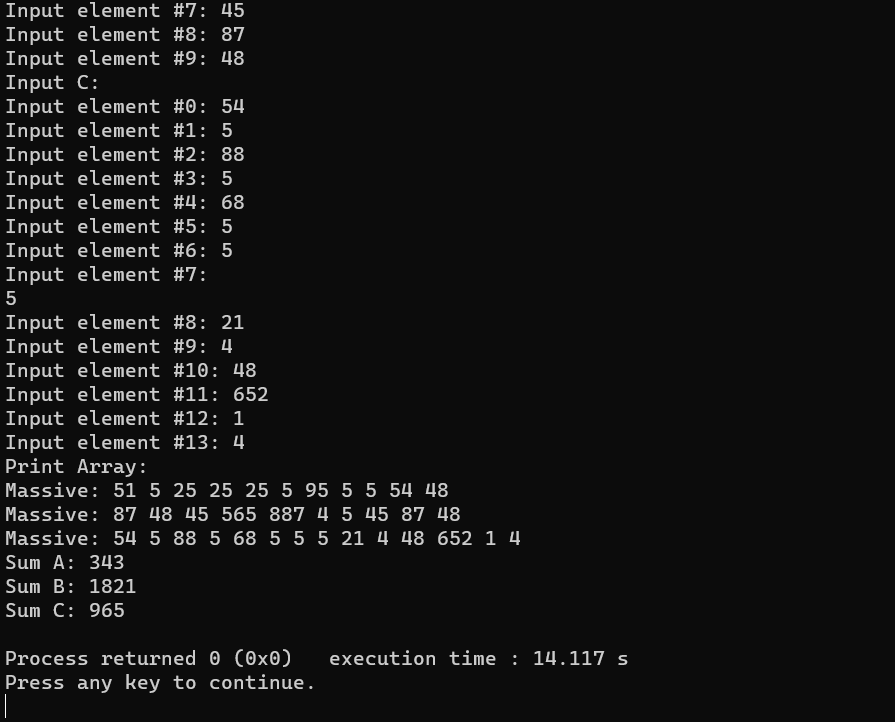 Input element #7: 45
Input element #8: 87
Input element #9: 48
Input C:
Input element #0: 54
Input element #1: 5
Input element #2: 88
Input element #3: 5
Input element #4: 68
Input element #5: 5
Input element #6: 5
Input element #7:
5
Input element #8: 21
Input element #9: 4
Input element #10: 48
Input element #11: 652
Input element #12: 1
Input element #13: 4
Print Array:
Massive: 51 5 25 25 25 5 95 5 5 54 48
Massive: 87 48 45 565 887 4 5 45 87 48
Massive: 54 5 88 5 68 5 5 5 21 4 48 652 1 4
Sum A: 343
Sum B: 1821
Sum C: 965
Process returned 0 (0x0)   execution time : 14.117 s
Press any key to continue.